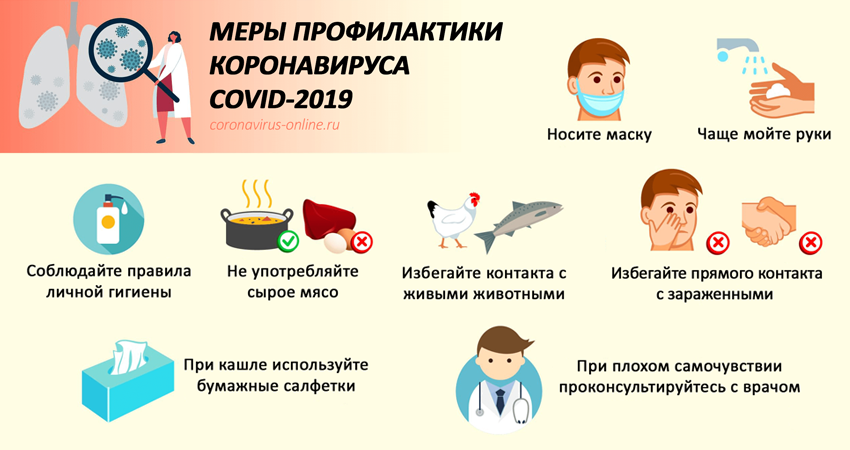 МЕРЫ ПРОФИЛАКТИКИ
КОРОНАВИРУСА
COVID-2019
coronavirus-online.ru
Носите маску
Чаще мойте руки
Соблюдайте правила
личной гигиены
Не употребляйте
сырое мясо
Избегайте контакта с
живыми животными
Избегайте прямого контакта
с зараженными
При кашле используйте
бумажные салфетки
При плохом самочувствии
проконсультируйтесь с врачом